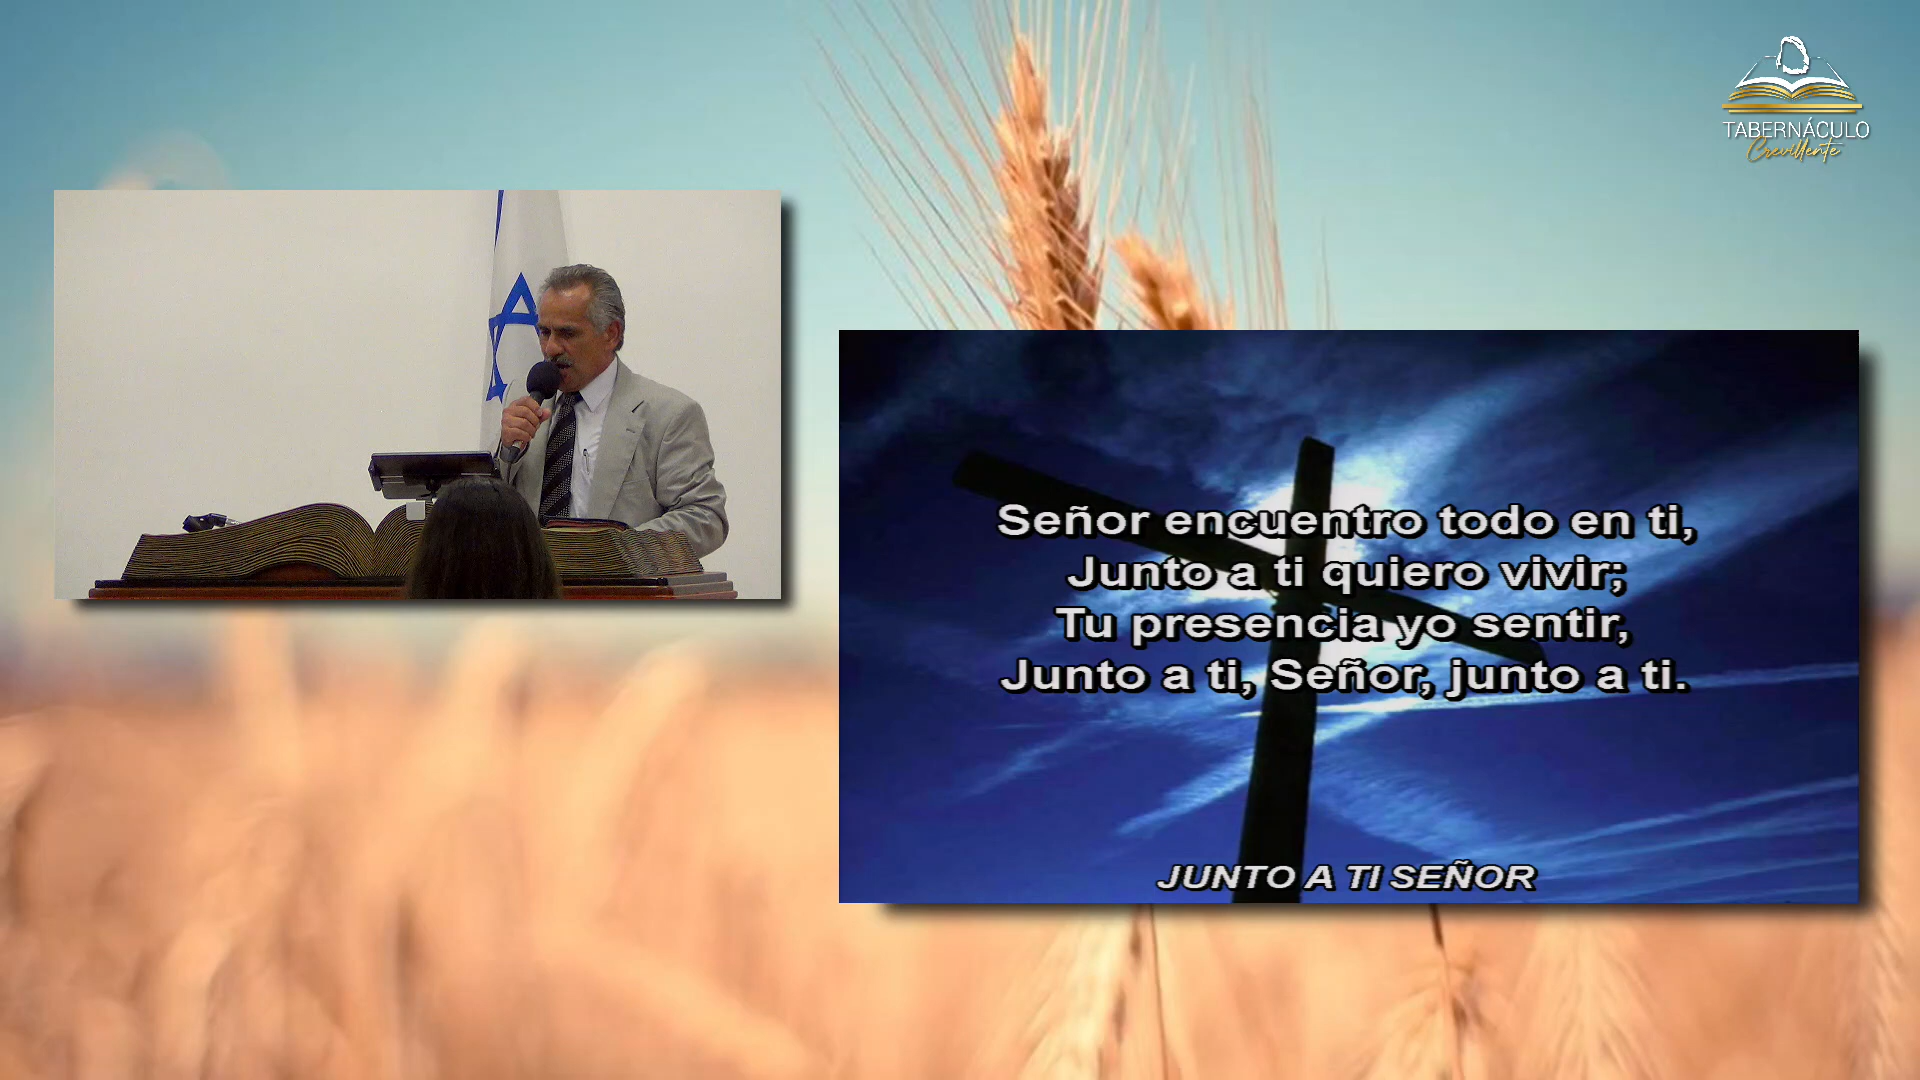 TABERNÁCULO
Crevillente
Señor encuentro todo en ti,
Junto a ti quiero vivir;
Tu presencia yo sentir,
Junto a ti, Señor, junto a ti.
JUNTO A TI SEÑOR